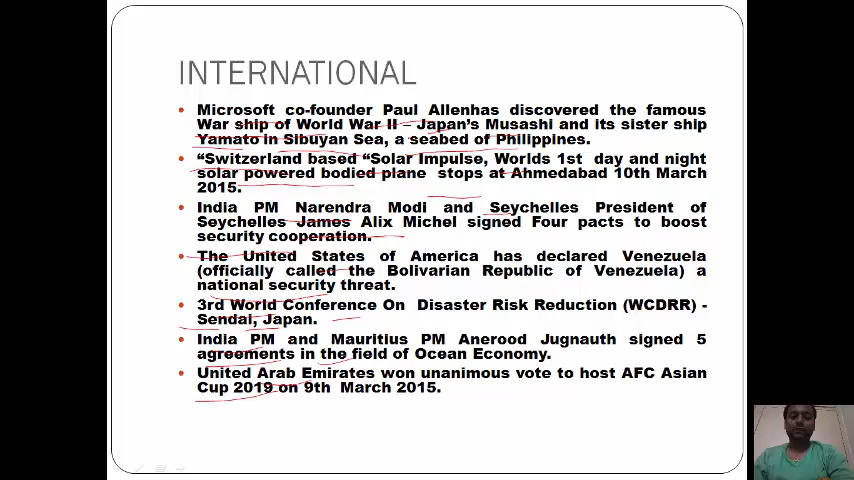 INTERNATIONAL
• Microsoft co-founder Paul Allenhas discovered the famous
War ship of World War II – Japan's Musashi and its sister ship
Yamato in Sibuyan Sea, a seabed of Philippines.
• “Switzerland based “Solar Impulse, Worlds 1st day and night
solar powered bodied plane stops at Ahmedabad 10th March
2015.
• India PM Narendra Modi and Seychelles President of
Seychelles James Alix Michel signed Four pacts to boost
security cooperation.
• The United States of America has declared Venezuela
(officially called the Bolivarian Republic of Venezuela) a
national security threat.
• 3rd World Conference On Disaster Risk Reduction (WCDRR) -
Sendai, Japan.
• India PM and Mauritius PM Anerood Jugnauth signed 5
agreements in the field of Ocean Economy.
• United Arab Emirates won unanimous vote to host AFC Asian
Cup 2019 on 9th March 2015.